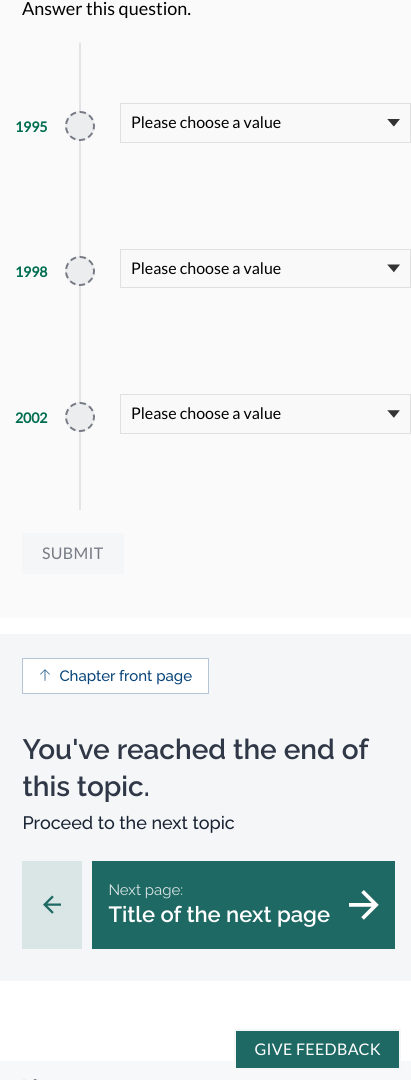 Answer this question.
1995
Please choose a value
1998
Please choose a value
2002
Please choose a value
SUBMIT
↑ Chapter front page
You've reached the end of
this topic.
Proceed to the next topic
Next page:
Title of the next page
GIVE FEEDBACK